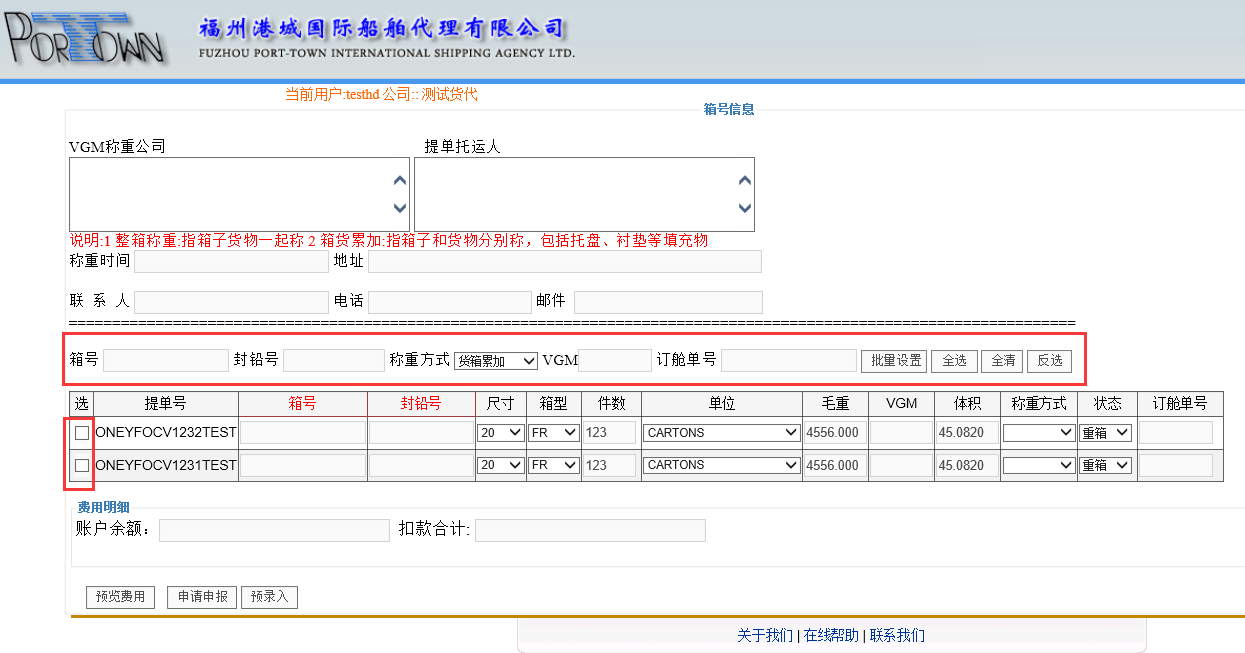 PORTOWN 福州港城国际船舶代理有限公司
FUZHOU PORT-TOWN INTERNATIONAL SHIPPING AGENCY LTD.
当前用户:testhd 公司:: 测试货代
箱号信息
VGM称重公司 提单托运人
说明:1 整箱称重:指箱子货物一起称 2 箱货累加:指箱子和货物分别称，包括托盘、衬垫等填充物
称重时间 地址
联 系 人 电话 邮件
箱号 封铅号 称重方式 货箱累加 VGM 订舱单号 批量设置 全选 全清 反选
选 提单号 箱号 封铅号 尺寸 箱型 件数 单位 毛重 VGM 体积 称重方式 状态 订舱单号
ONEYFOCV1232TEST 20 FR 123 CARTONS 4556.000 45.0820 重箱
ONEYFOCV1231TEST 20 FR 123 CARTONS 4556.000 45.0820 重箱
费用明细
账户余额： 扣款合计:
预览费用 申请申报 预录入
关于我们 | 在线帮助 | 联系我们